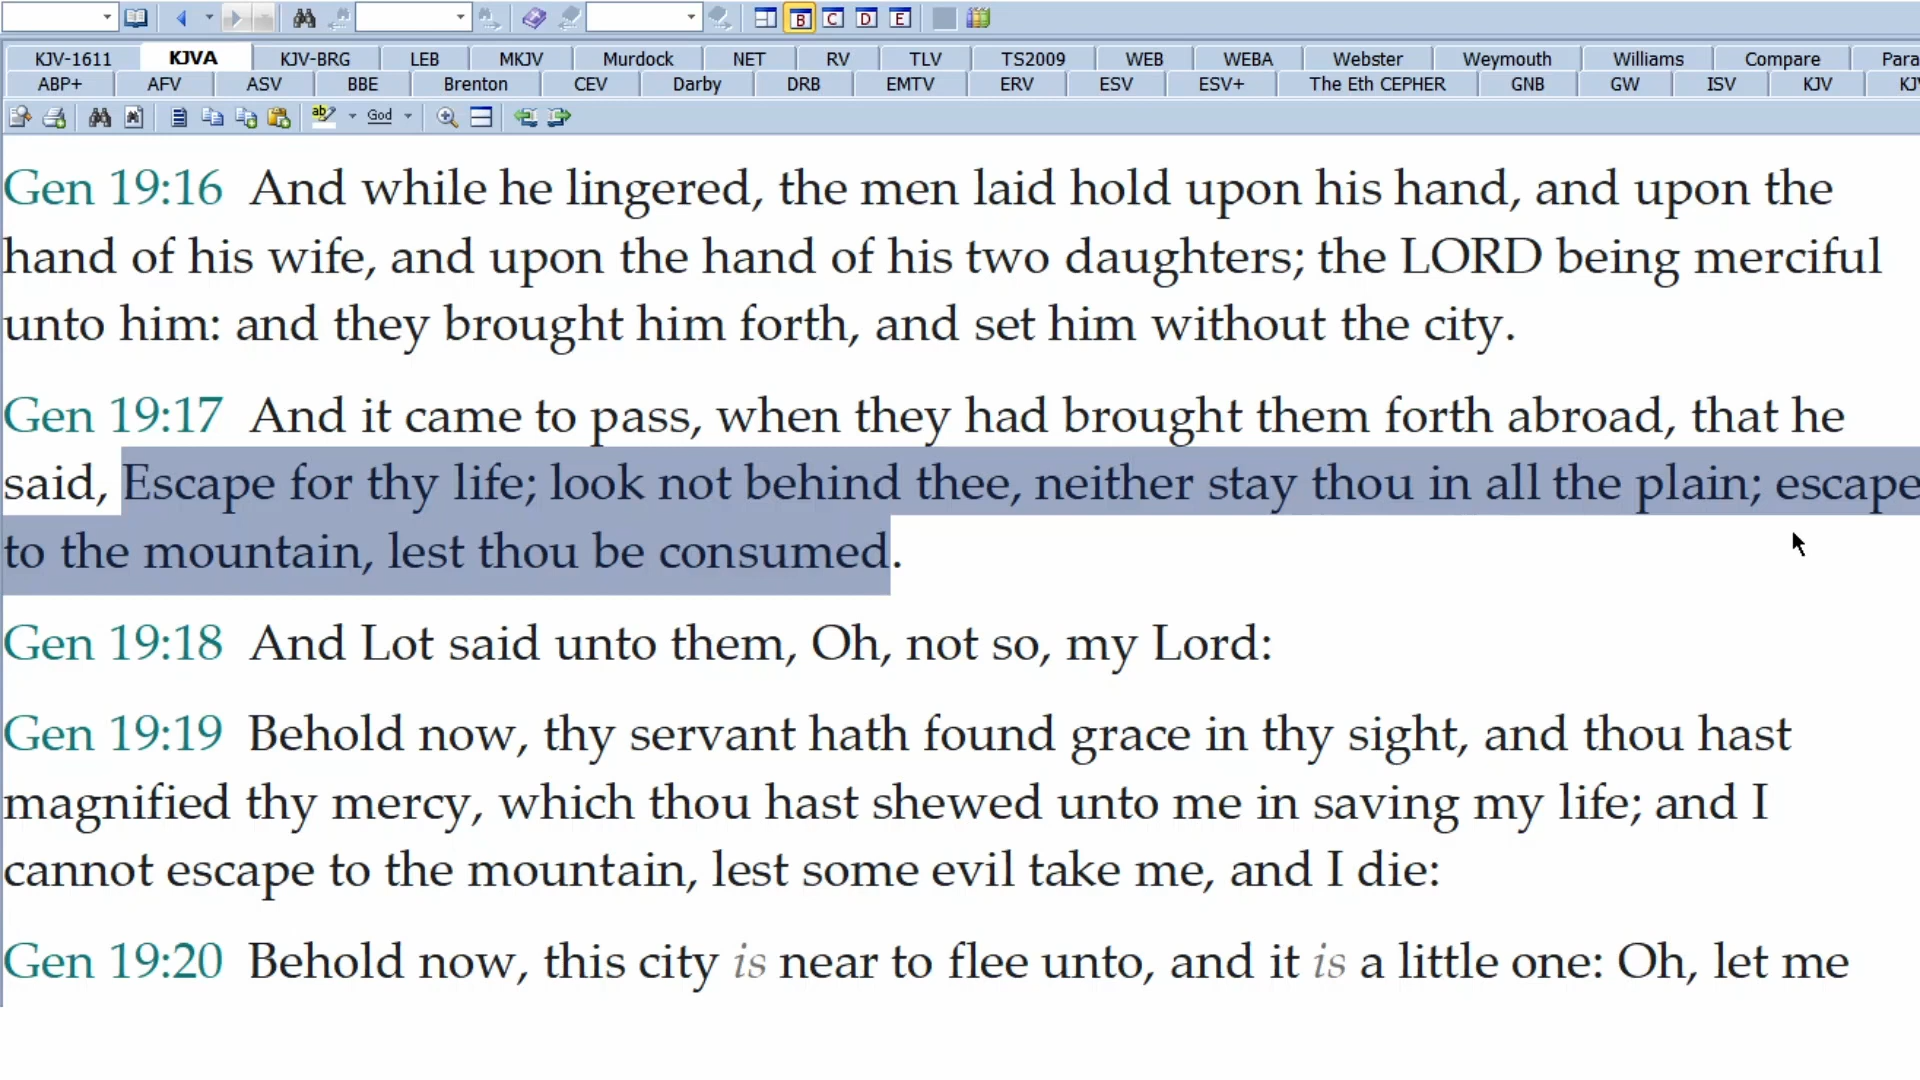 B C D E
KJV-1611 KJVA KJV-BRG LEB MKJV Murdock NET RV TLV TS2009 WEB WEBA Webster Weymouth Williams Compare Para
ABP+ AFV ASV BBE Brenton CEV Darby DRB EMTV ERV ESV ESV+ The Eth CEPHER GNB GW ISV KJV KJ
ab God
Gen 19:16 And while he lingered, the men laid hold upon his hand, and upon the
hand of his wife, and upon the hand of his two daughters; the LORD being merciful
unto him: and they brought him forth, and set him without the city.
Gen 19:17 And it came to pass, when they had brought them forth abroad, that he
said, Escape for thy life; look not behind thee, neither stay thou in all the plain; escape
to the mountain, lest thou be consumed.
Gen 19:18 And Lot said unto them, Oh, not so, my Lord:
Gen 19:19 Behold now, thy servant hath found grace in thy sight, and thou hast
magnified thy mercy, which thou hast shewed unto me in saving my life; and I
cannot escape to the mountain, lest some evil take me, and I die:
Gen 19:20 Behold now, this city is near to flee unto, and it is a little one: Oh, let me